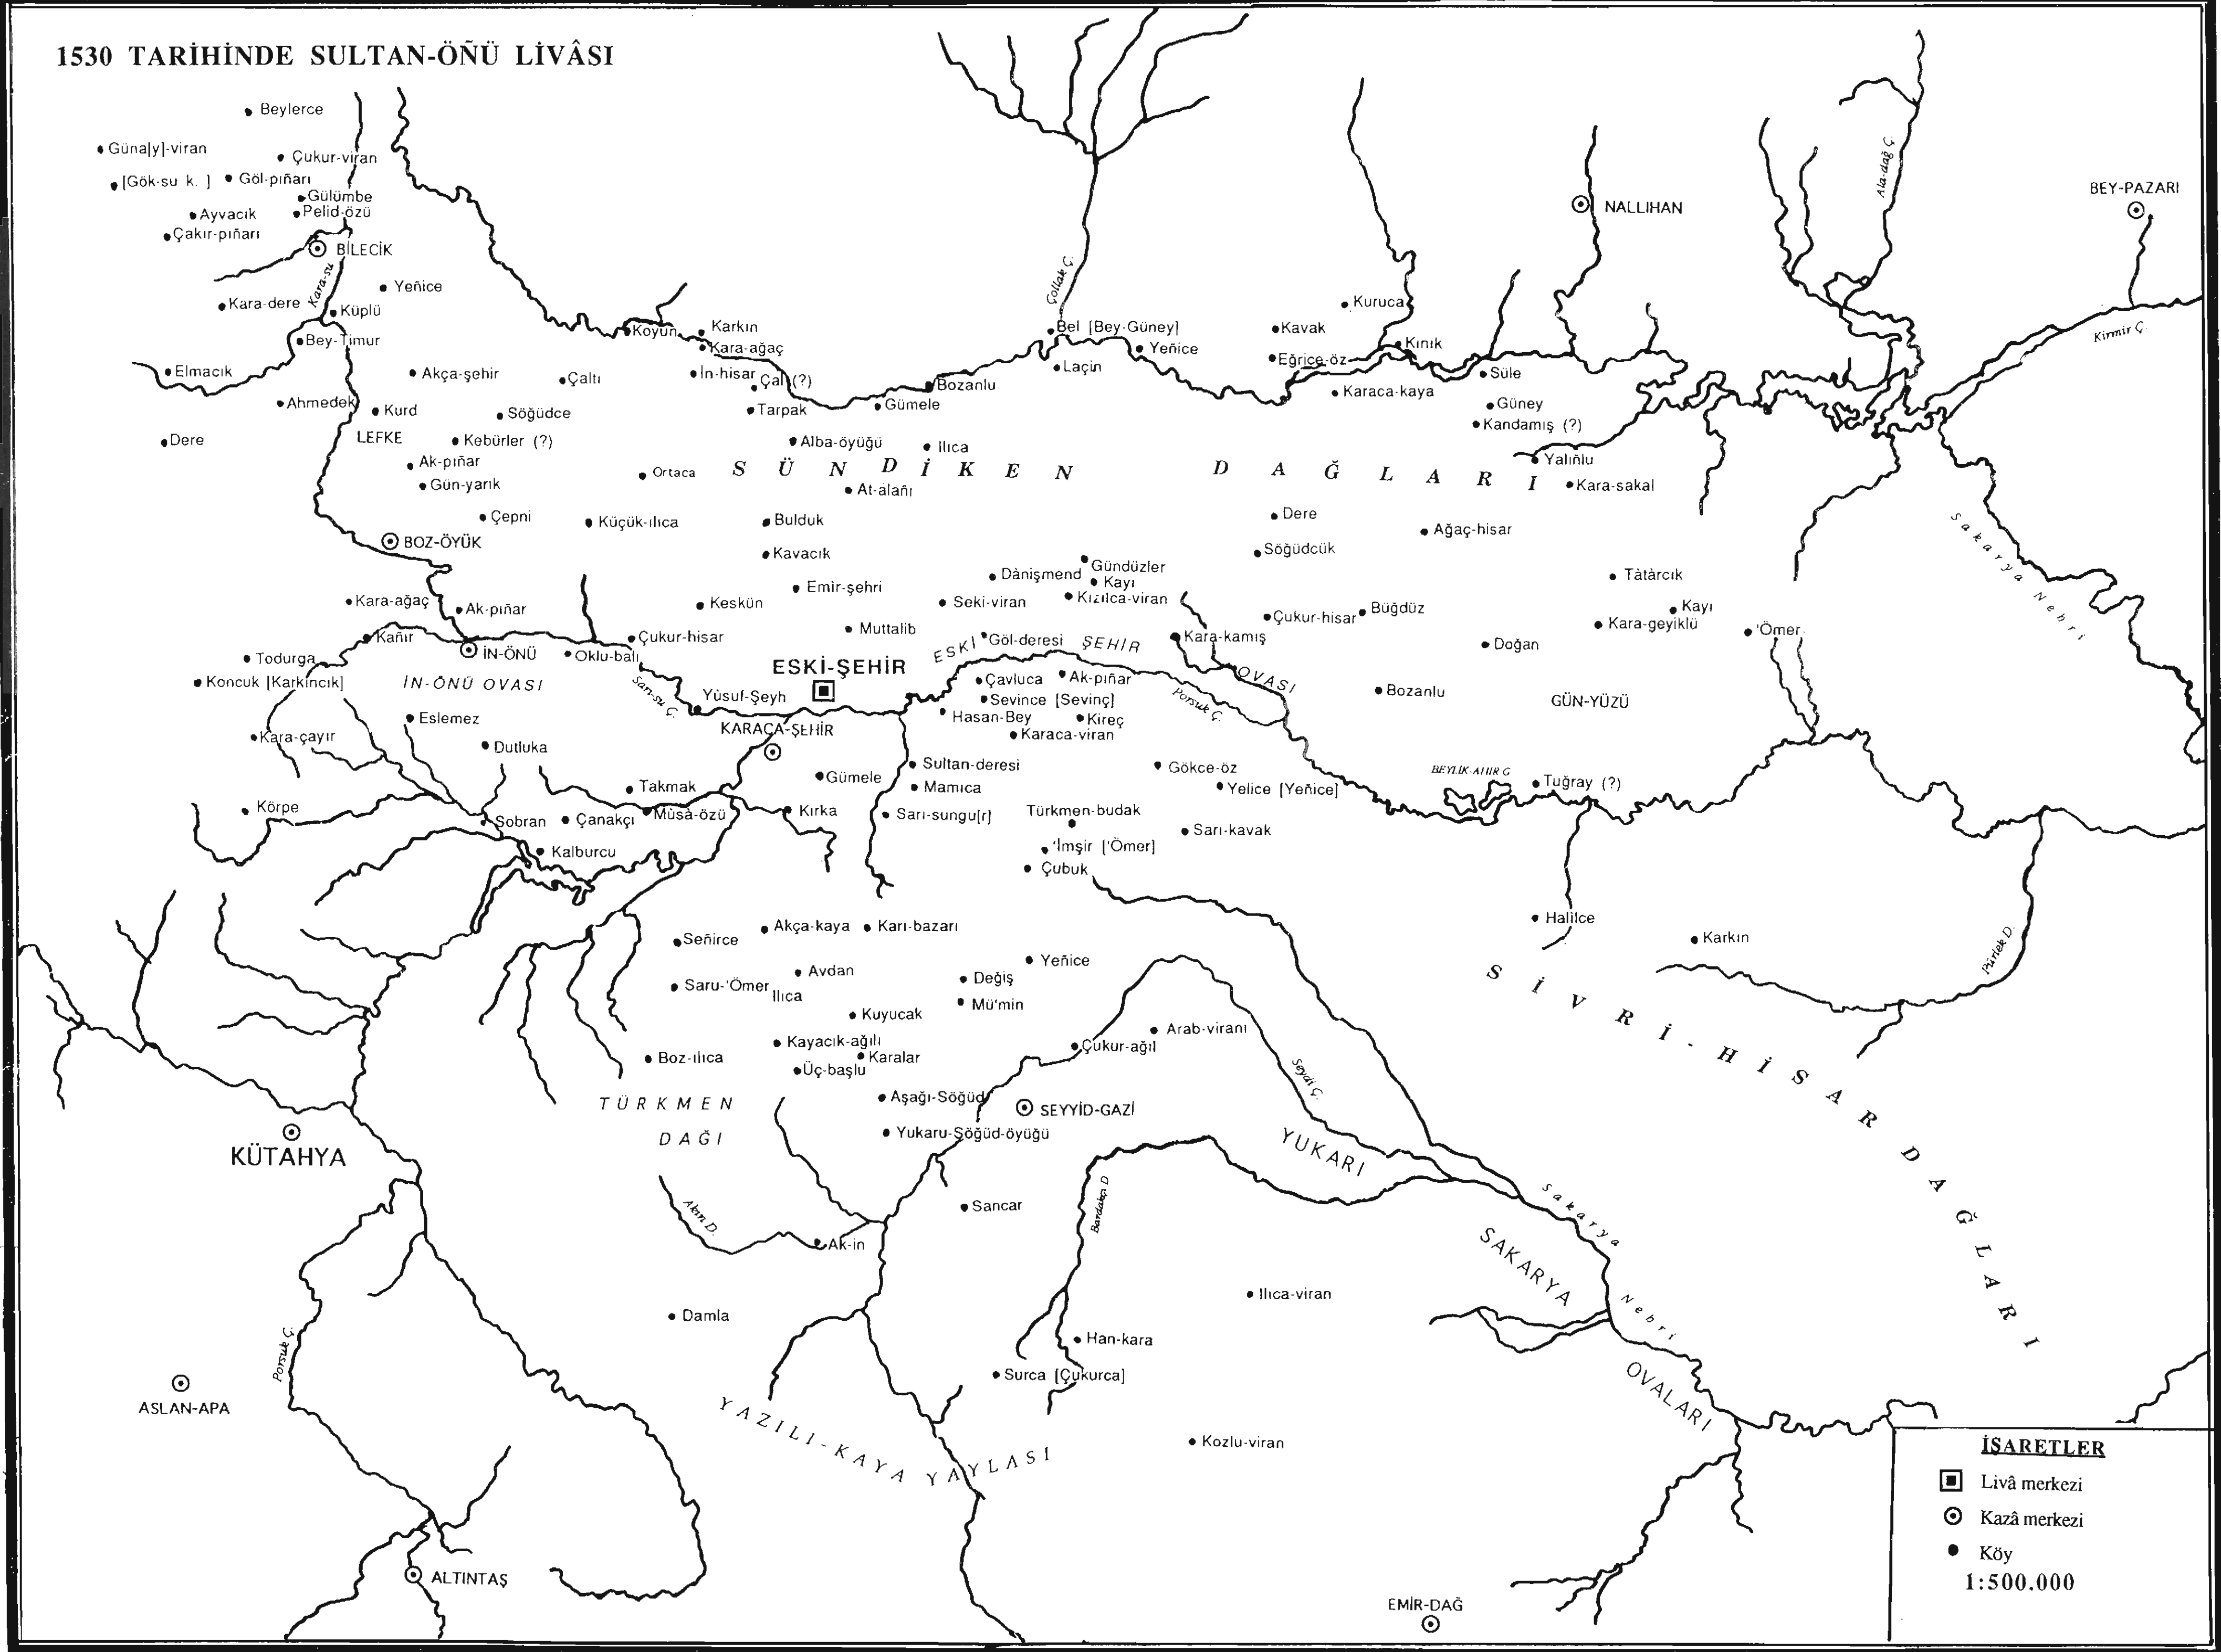 1530 TARİHİNDE SULTAN-ÖÑÜ LİVÂSI
Beylerce
Güna[y]-viran
Çukur-viran
[Gök-su k. ]
Göl-pıñarı
Gülümbe
Ayvacık
Pelid-özü
Çakır-pıñarı
BİLECİK
Kara-su
Yeñice
Kara-dere
Küplü
Bey-Timur
Elmacık
Akça-şehir
Çaltı
Ahmedek
Kurd
Söğüdce
Dere
LEFKE
Kebürler (?)
Ak-pıñar
Gün-yarık
Ortaca
Çepni
Küçük-ılıca
BOZ-ÖYÜK
Koyun
Karkın
Kara-ağaç
İn-hisar
Çal (?)
Tarpak
Gümele
Bozanlu
Alba-öyüğü
Ilıca
SÜNDİKEN DAĞLARI
At-alañı
Bulduk
Kavacık
Emir-şehri
Keskün
Çollak Ç.
Bel [Bey-Güney]
Yeñice
Laçin
Kuruca
Kavak
Eğrice-öz
Kınık
Karaca-kaya
Süle
Güney
Kandamış (?)
Yalıñlu
Kara-sakal
NALLIHAN
Ala-dağ Ç.
BEY-PAZARI
Kirmir Ç.
Sakarya Nehri
Dere
Ağaç-hisar
Söğüdcük
Tàtàrcık
Kayı
Kara-geyiklü
'Ömer
Doğan
Gündüzler
Dànişmend
Kayı
Kızılca-viran
Seki-viran
Çukur-hisar
Büğdüz
Kara-ağaç
Ak-pıñar
Kañır
Çukur-hisar
Muttalib
Göl-deresi
ESKİ ŞEHİR OVASI
Kara-kamış
Todurga
İN-ÖNÜ
Oklu-balı
ESKİ-ŞEHİR
Koncuk [Karkıncık]
İN-ÖNÜ OVASI
Sarı-su Ç.
Yùsuf-Şeyh
Çavluca
Ak-pıñar
Sevince [Sevinç]
Porsuk Ç.
Bozanlu
GÜN-YÜZÜ
Eslemez
Hasan-Bey
Kireç
KARACA-ŞEHİR
Karaca-viran
Kara-çayır
Dutluka
Sultan-deresi
Gökce-öz
BEYLİK-AHIR G
Tuğray (?)
Takmak
Gümele
Mamıca
Yelice [Yeñice]
Körpe
Sobran
Çanakçı
Mùsà-özü
Kırka
Sarı-sungu[r]
Türkmen-budak
Sarı-kavak
Kalburcu
'İmşir ['Ömer]
Çubuk
Halilce
Karkın
Pürtek D.
Señirce
Akça-kaya
Karı-bazarı
Avdan
Yeñice
Saru-'Ömer
Ilıca
Değiş
Mü'min
Kuyucak
Arab-viranı
Kayacık-ağılı
Çukur-ağıl
Boz-ılıca
Karalar
Üç-başlu
Seydi Ç.
SİVRİ-HİSAR DAĞLARI
TÜRKMEN
DAĞI
Aşağı-Söğüd
SEYYİD-GAZİ
Yukaru-Söğüd-öyüğü
KÜTAHYA
Akın D.
Sancar
Bardakçı D
YUKARI
SAKARYA
OVALARI
Sakarya Nehri
Ak-in
Ilıca-viran
Damla
Han-kara
Surca [Çukurca]
Porsuk Ç.
ASLAN-APA
YAZILI-KAYA YAYLASI
Kozlu-viran
ALTINTAŞ
EMİR-DAĞ
İŞARETLER
Livâ merkezi
Kazâ merkezi
Köy
1:500.000